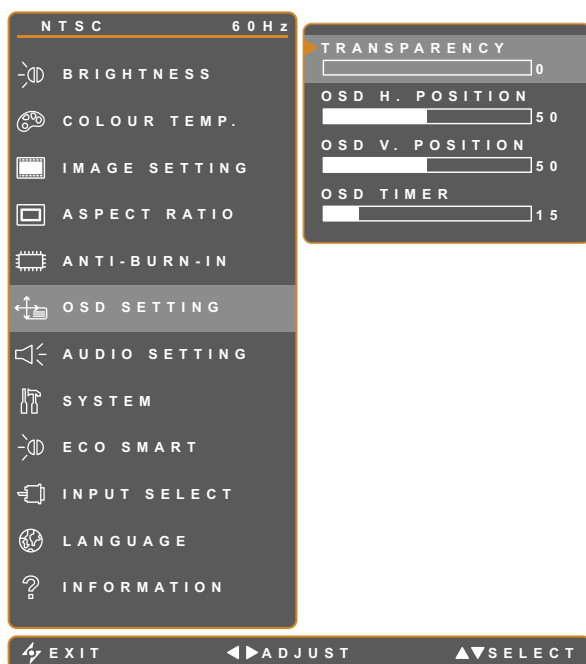 NTSC 60Hz
BRIGHTNESS
COLOUR TEMP.
IMAGE SETTING
ASPECT RATIO
ANTI-BURN-IN
OSD SETTING
AUDIO SETTING
SYSTEM
ECO SMART
INPUT SELECT
LANGUAGE
INFORMATION
TRANSPARENCY
0
OSD H. POSITION
50
OSD V. POSITION
50
OSD TIMER
15
EXIT ADJUST SELECT